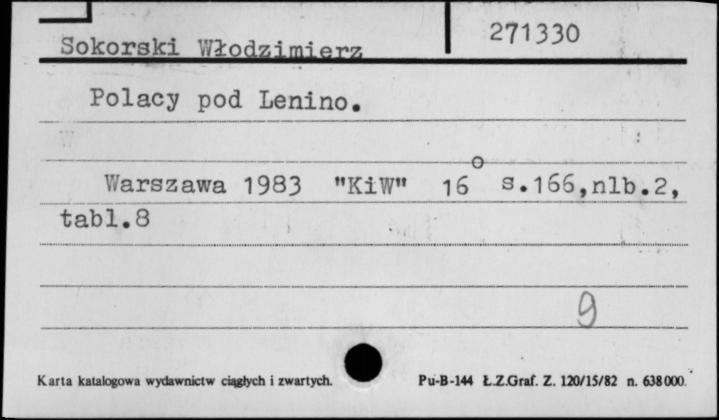 Sokorski Włodzimierz 271330
Polacy pod Lenino.
Warszawa 1983 "KiW" 16° s.166,nlb.2,
tabl.8
9
Karta katalogowa wydawnictw ciągłych i zwartych. Pu-B-144 Ł.Z.Graf. Z. 120/15/82 n. 638000.